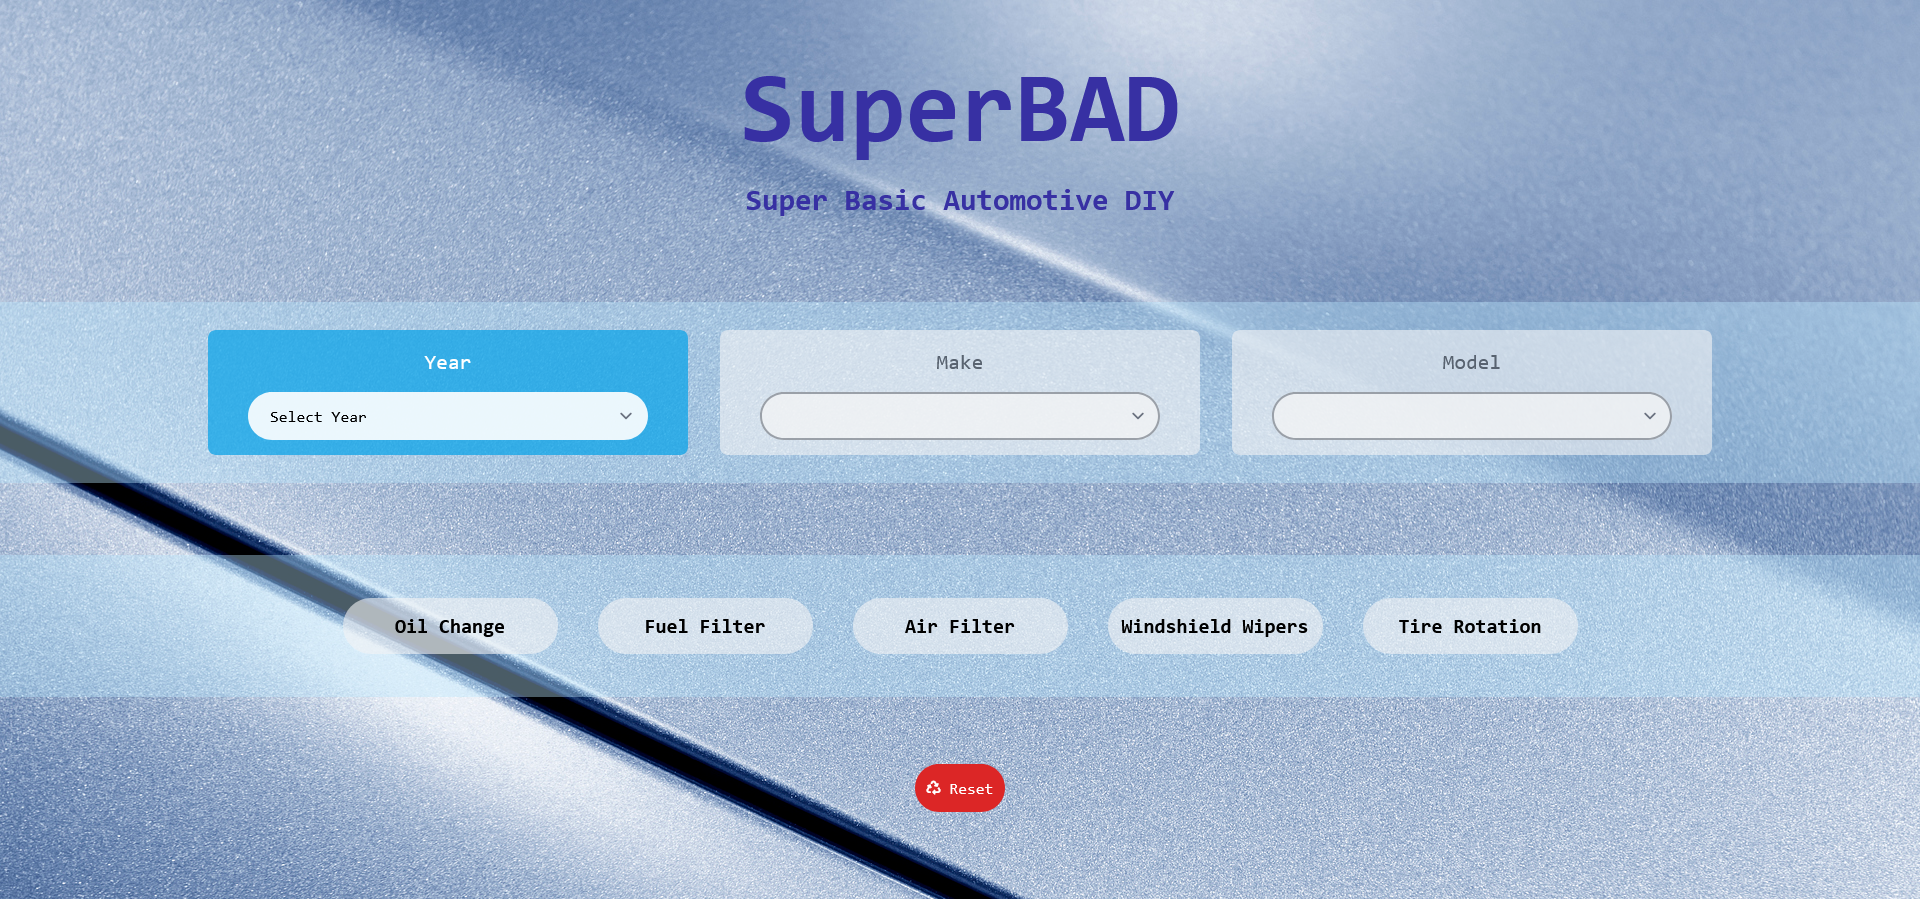 SuperBAD
Super Basic Automotive DIY
Year
Make
Model
Select Year
Oil Change
Fuel Filter
Air Filter
Windshield Wipers
Tire Rotation
Reset